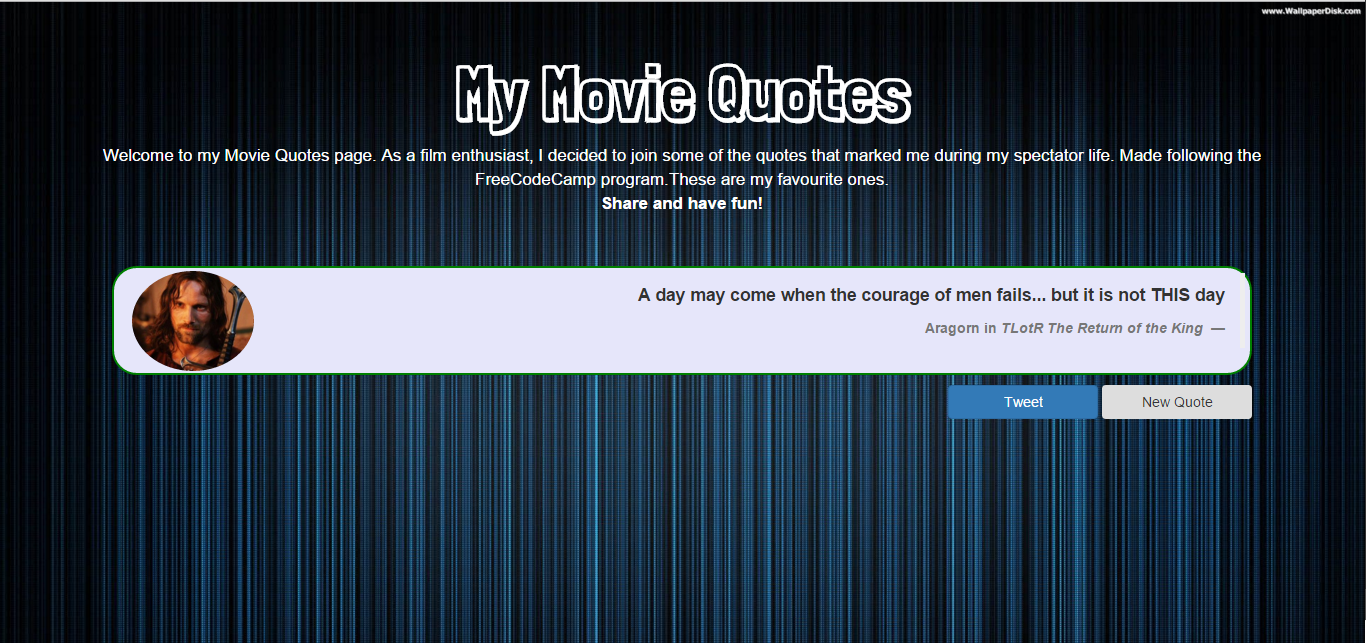 www.WallpaperDisk.com
My Movie Quotes
Welcome to my Movie Quotes page. As a film enthusiast, I decided to join some of the quotes that marked me during my spectator life. Made following the
FreeCodeCamp program.These are my favourite ones.
Share and have fun!
A day may come when the courage of men fails... but it is not THIS day
Aragorn in TLotR The Return of the King —
Tweet New Quote